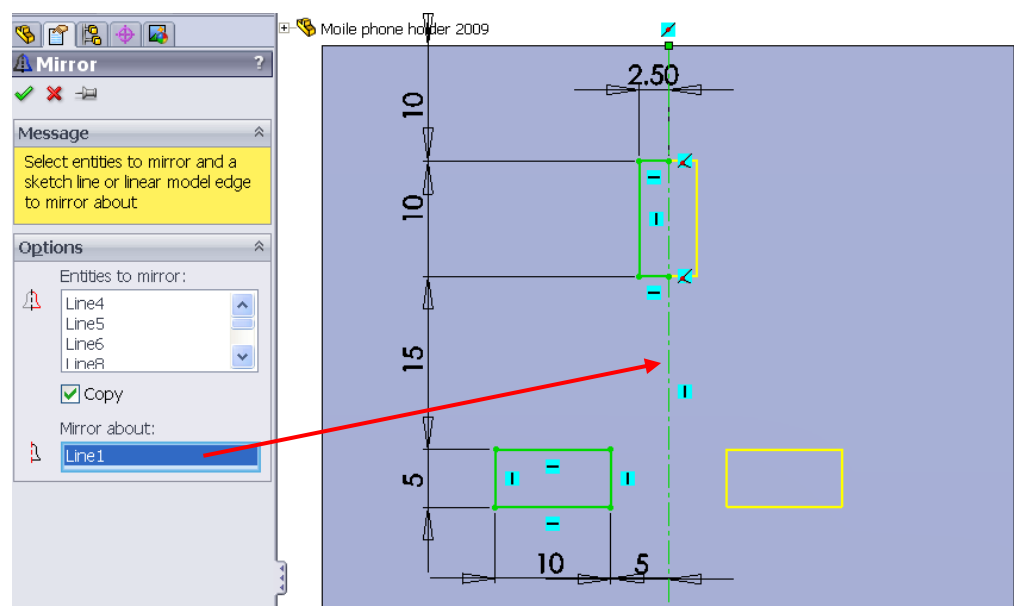 Moile phone holder 2009
Mirror ?
Message
Select entities to mirror and a
sketch line or linear model edge
to mirror about
Options
Entities to mirror:
Line4
Line5
Line6
Line8
Copy
Mirror about:
Line1
2.50
10
10
15
5
10
5